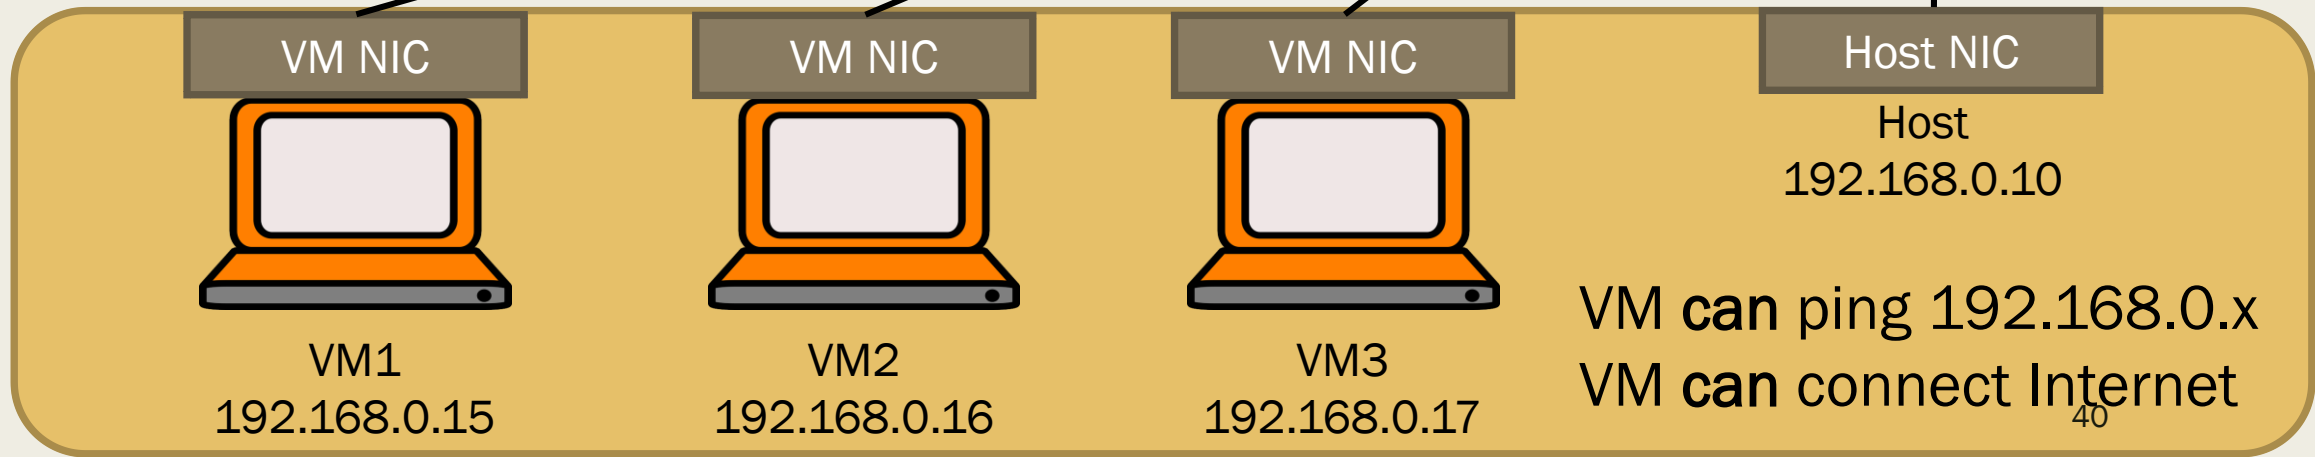 VM NIC
VM NIC
VM NIC
Host NIC
Host
192.168.0.10
VM1
192.168.0.15
VM2
192.168.0.16
VM3
192.168.0.17
VM can ping 192.168.0.x
VM can connect Internet
40